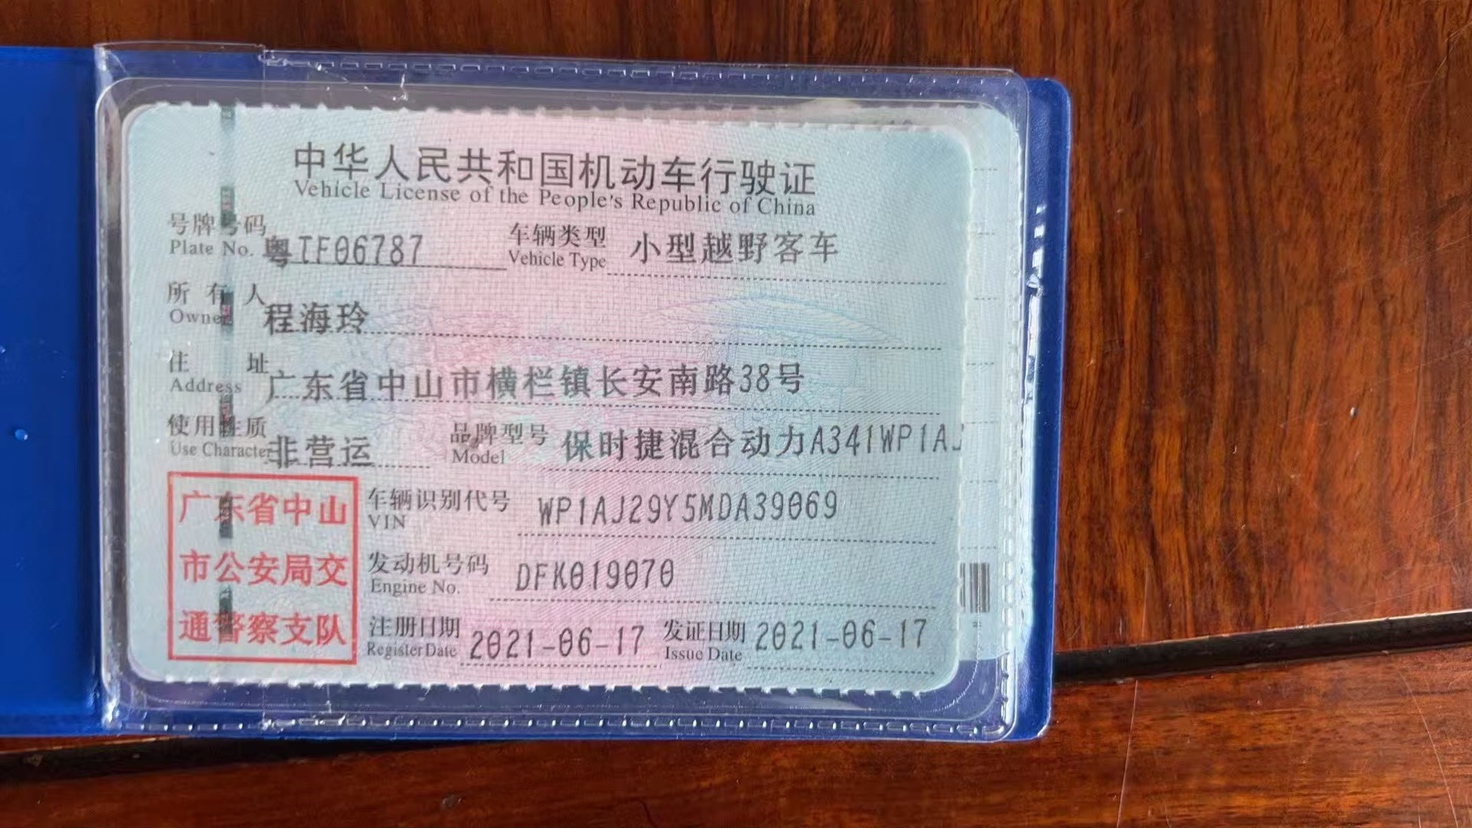 中华人民共和国机动车行驶证
Vehicle License of the People's Republic of China
号牌号码 粤TF06787 车辆类型 小型越野客车
Plate No. Vehicle Type
所有人 程海玲
Owner
住址 广东省中山市横栏镇长安南路38号
Address
使用性质 非营运 品牌型号 保时捷混合动力A341WP1AJ
Use Character Model
广东省中山 车辆识别代号 WP1AJ29Y5MDA39069
VIN
市公安局交 发动机号码 DFK019070
Engine No.
通警察支队 注册日期 2021-06-17 发证日期 2021-06-17
Register Date Issue Date